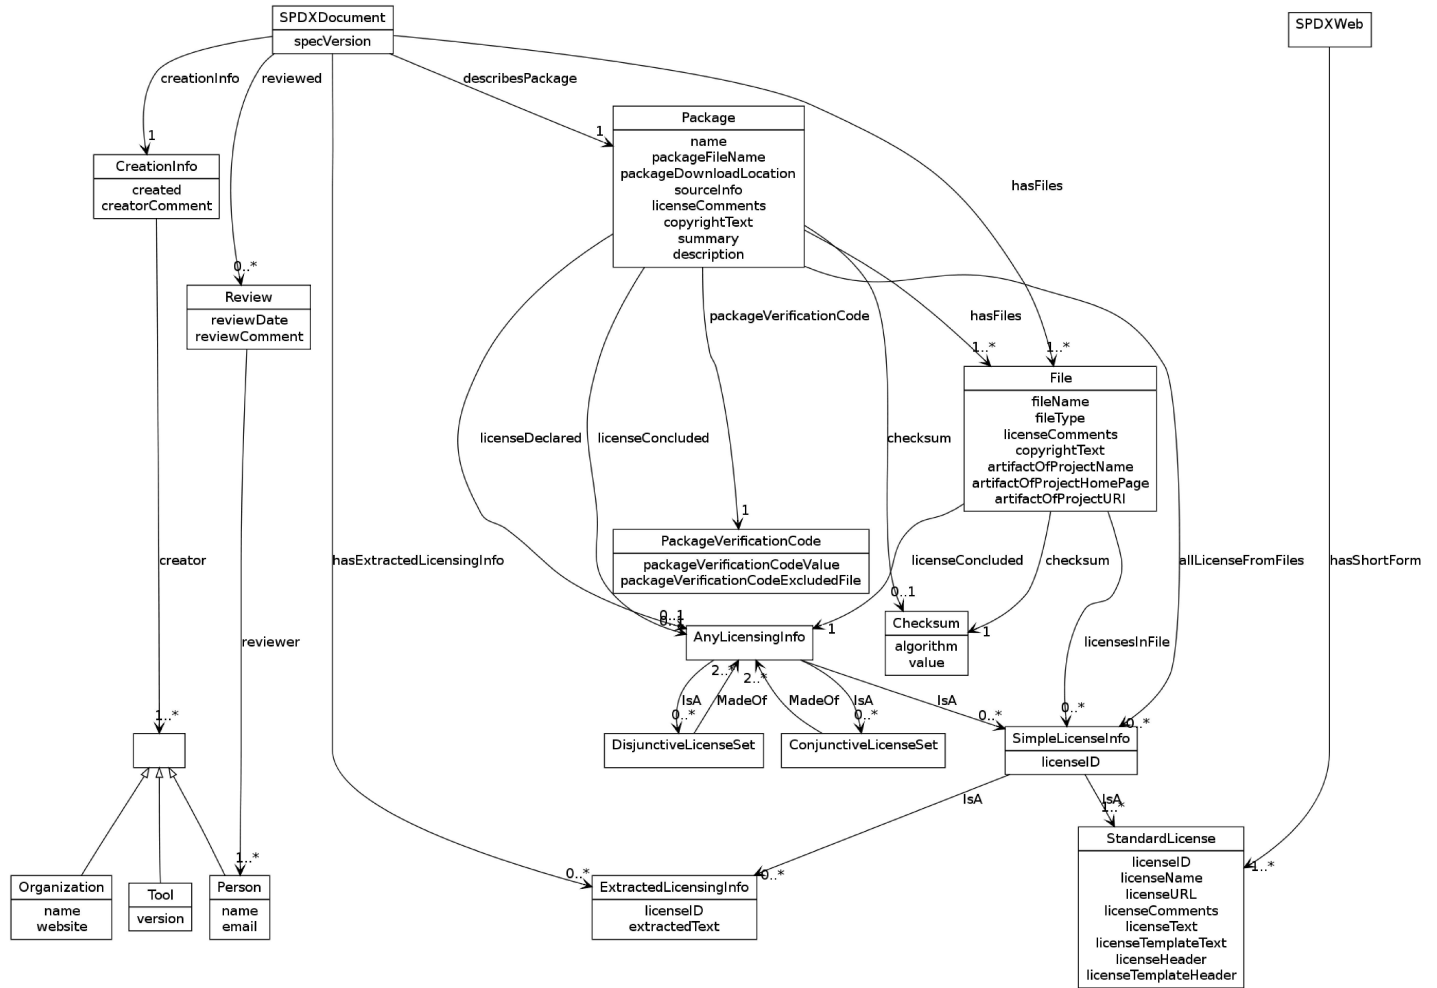 SPDXDocument
specVersion
SPDXWeb
creationInfo
reviewed
describesPackage
1
1
Package
name
packageFileName
packageDownloadLocation
sourceInfo
licenseComments
copyrightText
summary
description
CreationInfo
created
creatorComment
hasFiles
0..*
Review
reviewDate
reviewComment
packageVerificationCode
hasFiles
1..*
1..*
File
fileName
fileType
licenseComments
copyrightText
artifactOfProjectName
artifactOfProjectHomePage
artifactOfProjectURI
licenseDeclared
licenseConcluded
checksum
1
PackageVerificationCode
packageVerificationCodeValue
packageVerificationCodeExcludedFile
creator
hasExtractedLicensingInfo
licenseConcluded
checksum
allLicenseFromFiles
hasShortForm
0..1
0..1
0..1
AnyLicensingInfo
1
Checksum
algorithm
value
1
reviewer
licensesInFile
2..*
2..*
IsA
MadeOf
MadeOf
IsA
IsA
0..*
0..*
0..*
0..*
0..*
1..*
DisjunctiveLicenseSet
ConjunctiveLicenseSet
SimpleLicenseInfo
licenseID
IsA
IsA
1..*
1..*
0..*
0..*
1..*
Organization
name
website
Tool
version
Person
name
email
ExtractedLicensingInfo
licenseID
extractedText
StandardLicense
licenseID
licenseName
licenseURL
licenseComments
licenseText
licenseTemplateText
licenseHeader
licenseTemplateHeader